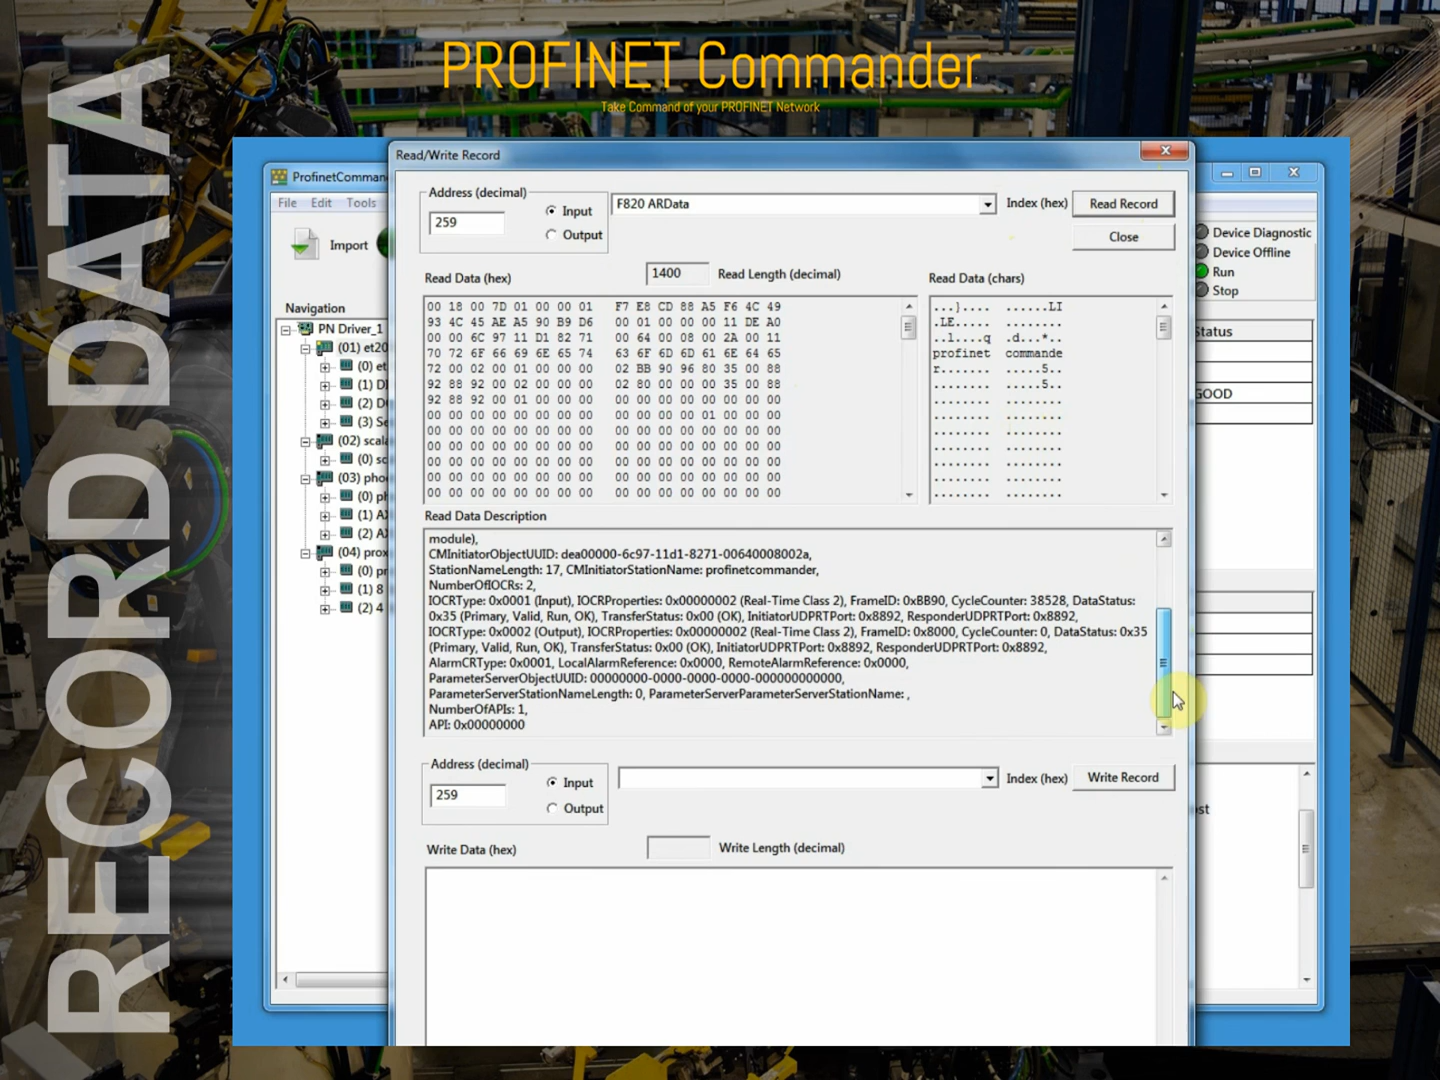 PROFINET Commander
Take Command of your PROFINET Network
RECORD DATA
ProfinetComman
File Edit Tools
Import
Navigation
PN Driver_1
(01) et20
(0) et
(1) DI
(2) D
(3) Se
(02) scala
(0) sc
(03) pho
(0) ph
(1) AX
(2) AX
(04) prox
(0) pr
(1) 8
(2) 4
Read/Write Record
Address (decimal)
259
Input
Output
F820 ARData
Index (hex)
Read Record
Close
Read Data (hex)
1400
Read Length (decimal)
Read Data (chars)
00 18 00 7D 01 00 00 01 F7 E8 CD 88 A5 F6 4C 49
93 4C 45 AE A5 90 B9 D6 00 01 00 00 00 11 DE A0
00 00 6C 97 11 D1 82 71 00 64 00 08 00 2A 00 11
70 72 6F 66 69 6E 65 74 63 6F 6D 6D 61 6E 64 65
72 00 00 02 00 01 00 00 02 BB 90 96 80 35 00 88
92 88 92 00 02 00 00 00 02 80 00 00 00 35 00 88
92 88 92 00 01 00 00 00 00 00 00 00 00 00 00 00
00 00 00 00 00 00 00 00 00 00 00 00 01 00 00 00
00 00 00 00 00 00 00 00 00 00 00 00 00 00 00 00
00 00 00 00 00 00 00 00 00 00 00 00 00 00 00 00
00 00 00 00 00 00 00 00 00 00 00 00 00 00 00 00
00 00 00 00 00 00 00 00 00 00 00 00 00 00 00 00
00 00 00 00 00 00 00 00 00 00 00 00 00 00 00 00
...}.... ......LI
.LE..... ........
..l....q .d...*..
profinet commande
r....... .....5..
........ .....5..
........ ........
........ ........
........ ........
........ ........
........ ........
........ ........
........ ........
Read Data Description
module),
CMInitiatorObjectUUID: dea00000-6c97-11d1-8271-00640008002a,
StationNameLength: 17, CMInitiatorStationName: profinetcommander,
NumberOfIOCRs: 2,
IOCRType: 0x0001 (Input), IOCRProperties: 0x00000002 (Real-Time Class 2), FrameID: 0xBB90, CycleCounter: 38528, DataStatus:
0x35 (Primary, Valid, Run, OK), TransferStatus: 0x00 (OK), InitiatorUDPRTPort: 0x8892, ResponderUDPRTPort: 0x8892,
IOCRType: 0x0002 (Output), IOCRProperties: 0x00000002 (Real-Time Class 2), FrameID: 0x8000, CycleCounter: 0, DataStatus: 0x35
(Primary, Valid, Run, OK), TransferStatus: 0x00 (OK), InitiatorUDPRTPort: 0x8892, ResponderUDPRTPort: 0x8892,
AlarmCRType: 0x0001, LocalAlarmReference: 0x0000, RemoteAlarmReference: 0x0000,
ParameterServerObjectUUID: 00000000-0000-0000-0000-000000000000,
ParameterServerStationNameLength: 0, ParameterServerParameterServerStationName: ,
NumberOfAPIs: 1,
API: 0x00000000
Address (decimal)
259
Input
Output
Index (hex)
Write Record
Write Data (hex)
Write Length (decimal)
Device Diagnostic
Device Offline
Run
Stop
Status
GOOD
st